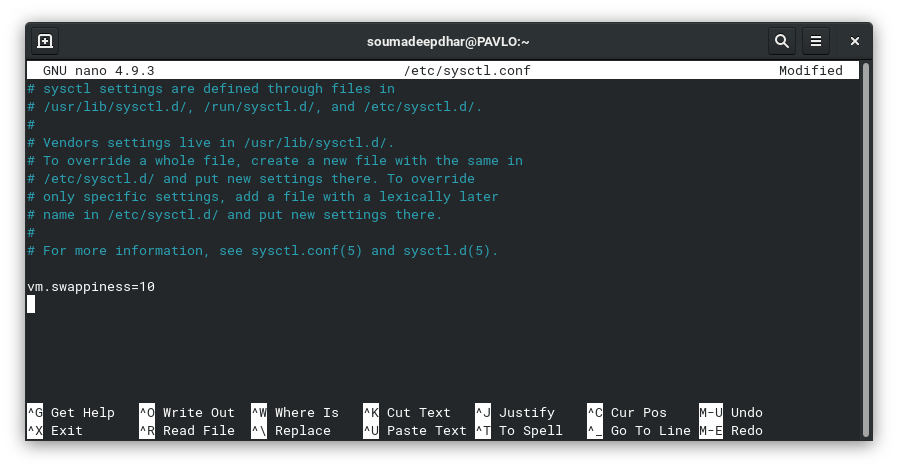 soumadeepdhar@PAVLO:~
GNU nano 4.9.3 /etc/sysctl.conf Modified
# sysctl settings are defined through files in
# /usr/lib/sysctl.d/, /run/sysctl.d/, and /etc/sysctl.d/.
#
# Vendors settings live in /usr/lib/sysctl.d/.
# To override a whole file, create a new file with the same in
# /etc/sysctl.d/ and put new settings there. To override
# only specific settings, add a file with a lexically later
# name in /etc/sysctl.d/ and put new settings there.
#
# For more information, see sysctl.conf(5) and sysctl.d(5).
vm.swappiness=10
^G Get Help ^O Write Out ^W Where Is ^K Cut Text ^J Justify ^C Cur Pos M-U Undo
^X Exit ^R Read File ^\ Replace ^U Paste Text ^T To Spell ^_ Go To Line M-E Redo